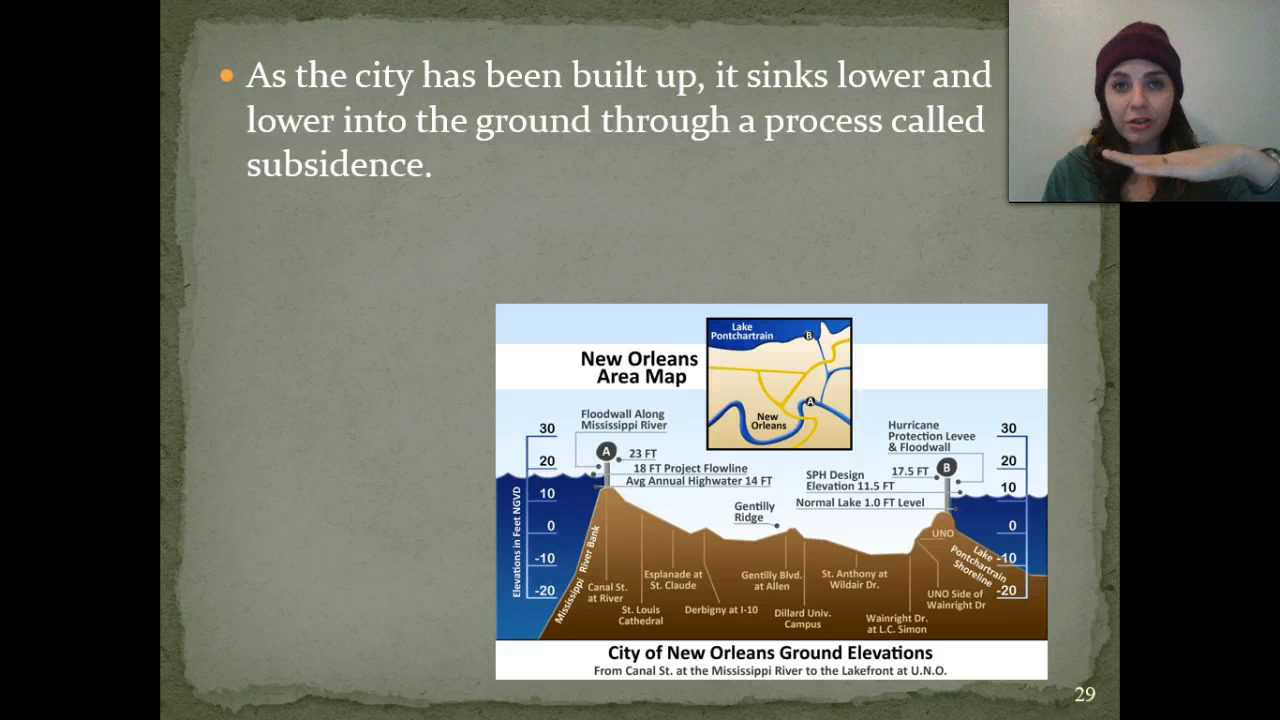 As the city has been built up, it sinks lower and
lower into the ground through a process called
subsidence.
Lake
Pontchartrain
B
A
New
Orleans
New Orleans
Area Map
Floodwall Along
Mississippi River
A
23 FT
18 FT Project Flowline
Avg Annual Highwater 14 FT
Gentilly
Ridge
Hurricane
Protection Levee
& Floodwall
B
17.5 FT
SPH Design
Elevation 11.5 FT
Normal Lake 1.0 FT Level
30
20
10
0
-10
-20
Elevations in Feet NGVD
30
20
10
0
-10
-20
Mississippi River Bank
Canal St.
at River
St. Louis
Cathedral
Esplanade at
St. Claude
Derbigny at I-10
Gentilly Blvd.
at Allen
Dillard Univ.
Campus
St. Anthony at
Wildair Dr.
Wainright Dr.
at L.C. Simon
UNO
UNO Side of
Wainright Dr
Lake
Pontchartrain
Shoreline
City of New Orleans Ground Elevations
From Canal St. at the Mississippi River to the Lakefront at U.N.O.
29